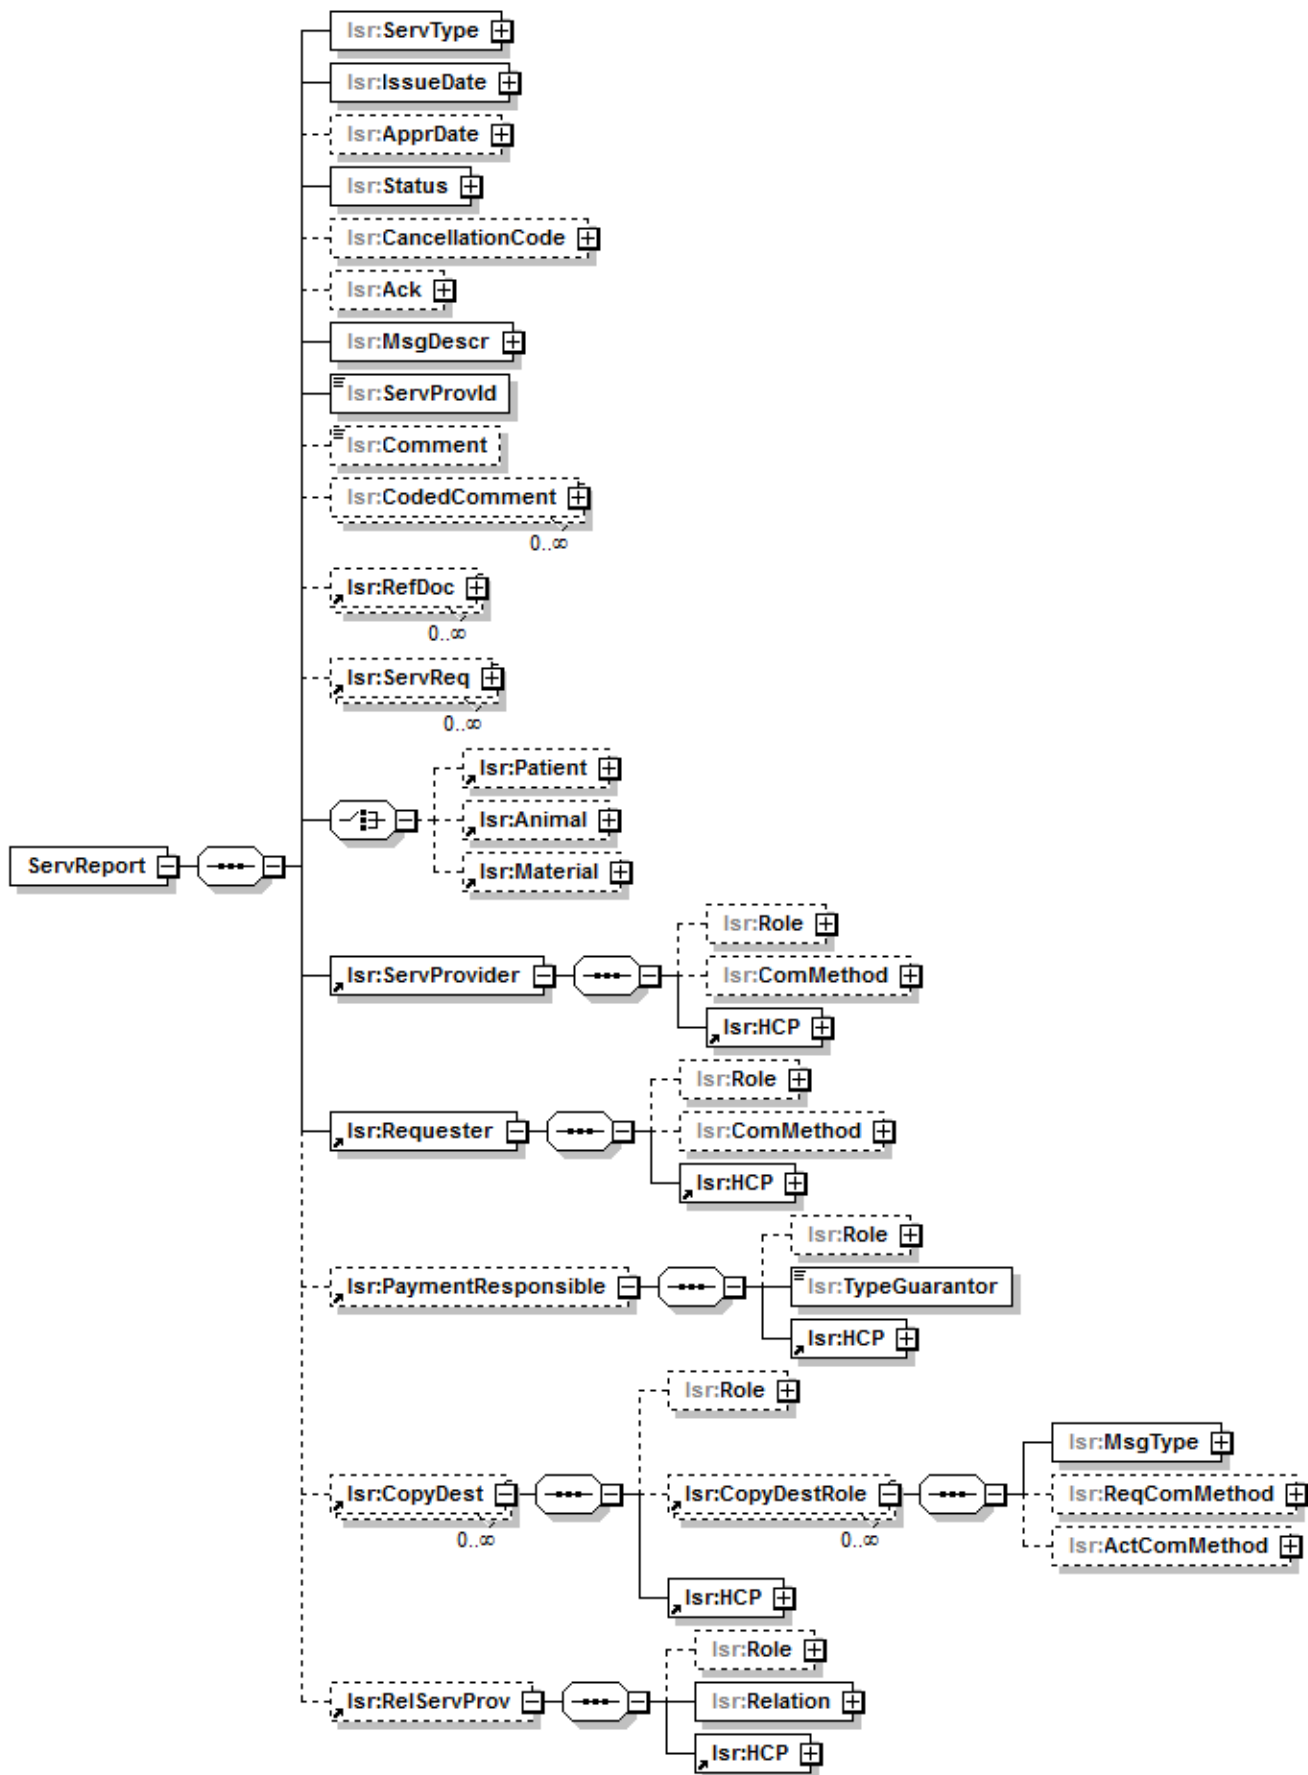 lsr:ServType
lsr:IssueDate
lsr:ApprDate
lsr:Status
lsr:CancellationCode
lsr:Ack
lsr:MsgDescr
lsr:ServProvId
lsr:Comment
lsr:CodedComment
0..∞
lsr:RefDoc
0..∞
lsr:ServReq
0..∞
lsr:Patient
lsr:Animal
lsr:Material
ServReport
lsr:ServProvider
lsr:Role
lsr:ComMethod
lsr:HCP
lsr:Requester
lsr:Role
lsr:ComMethod
lsr:HCP
lsr:PaymentResponsible
lsr:Role
lsr:TypeGuarantor
lsr:HCP
lsr:CopyDest
0..∞
lsr:Role
lsr:CopyDestRole
0..∞
lsr:MsgType
lsr:ReqComMethod
lsr:ActComMethod
lsr:HCP
lsr:RelServProv
lsr:Role
lsr:Relation
lsr:HCP